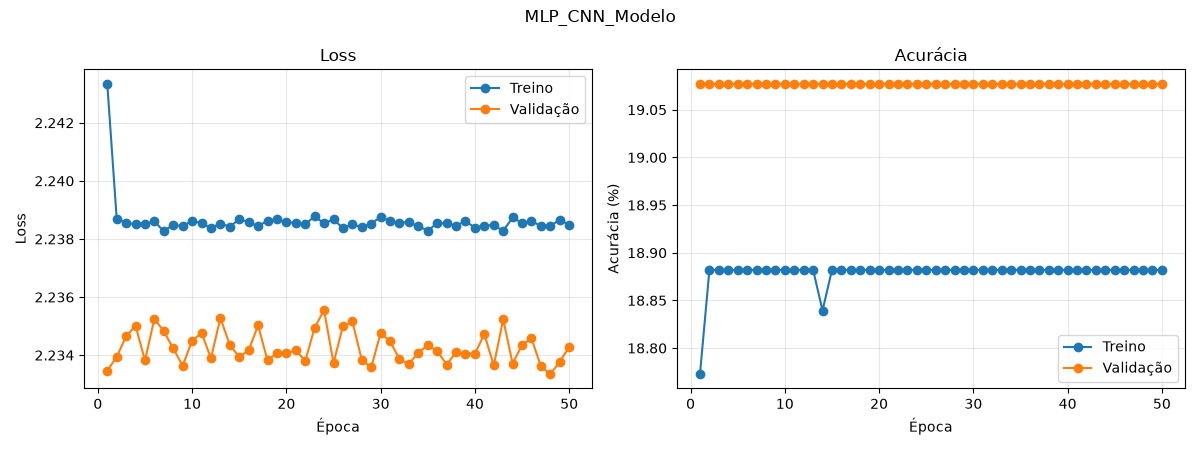 MLP_CNN_Modelo
Loss
2.242
2.240
2.238
2.236
2.234
Loss
0
10
20
30
40
50
Época
Treino
Validação
Acurácia
19.05
19.00
18.95
18.90
18.85
18.80
Acurácia (%)
0
10
20
30
40
50
Época
Treino
Validação